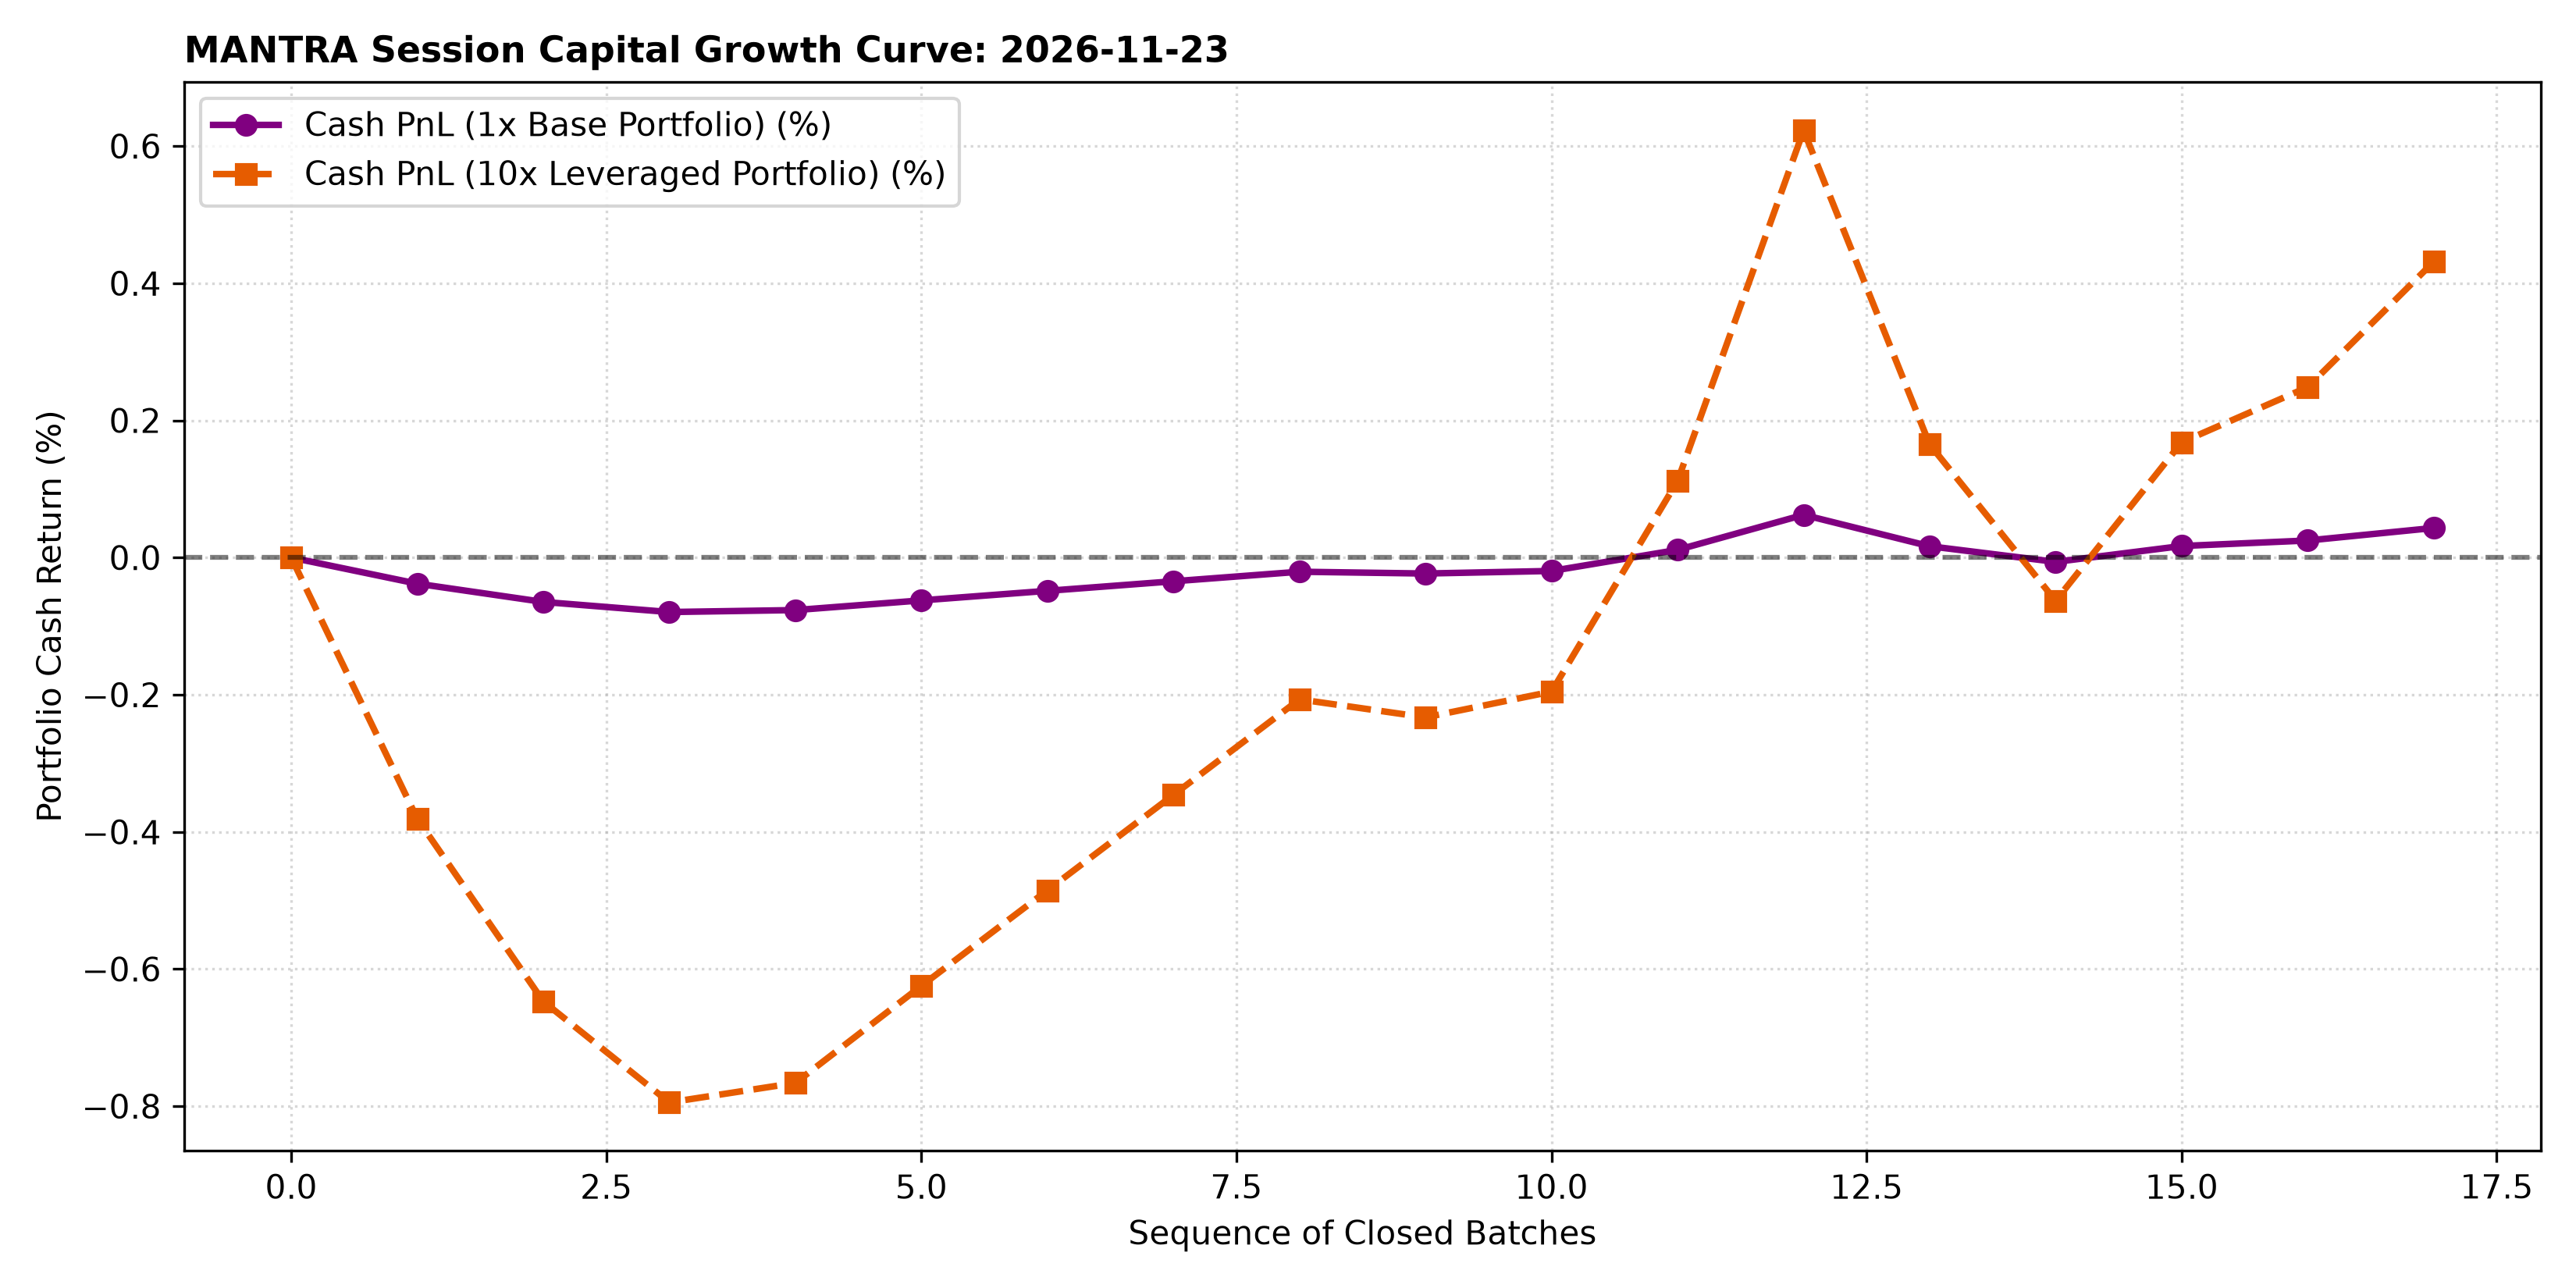 MANTRA Session Capital Growth Curve: 2026-11-23
Cash PnL (1x Base Portfolio) (%)
Cash PnL (10x Leveraged Portfolio) (%)
Portfolio Cash Return (%)
0.6
0.4
0.2
0.0
−0.2
−0.4
−0.6
−0.8
0.0 2.5 5.0 7.5 10.0 12.5 15.0 17.5
Sequence of Closed Batches